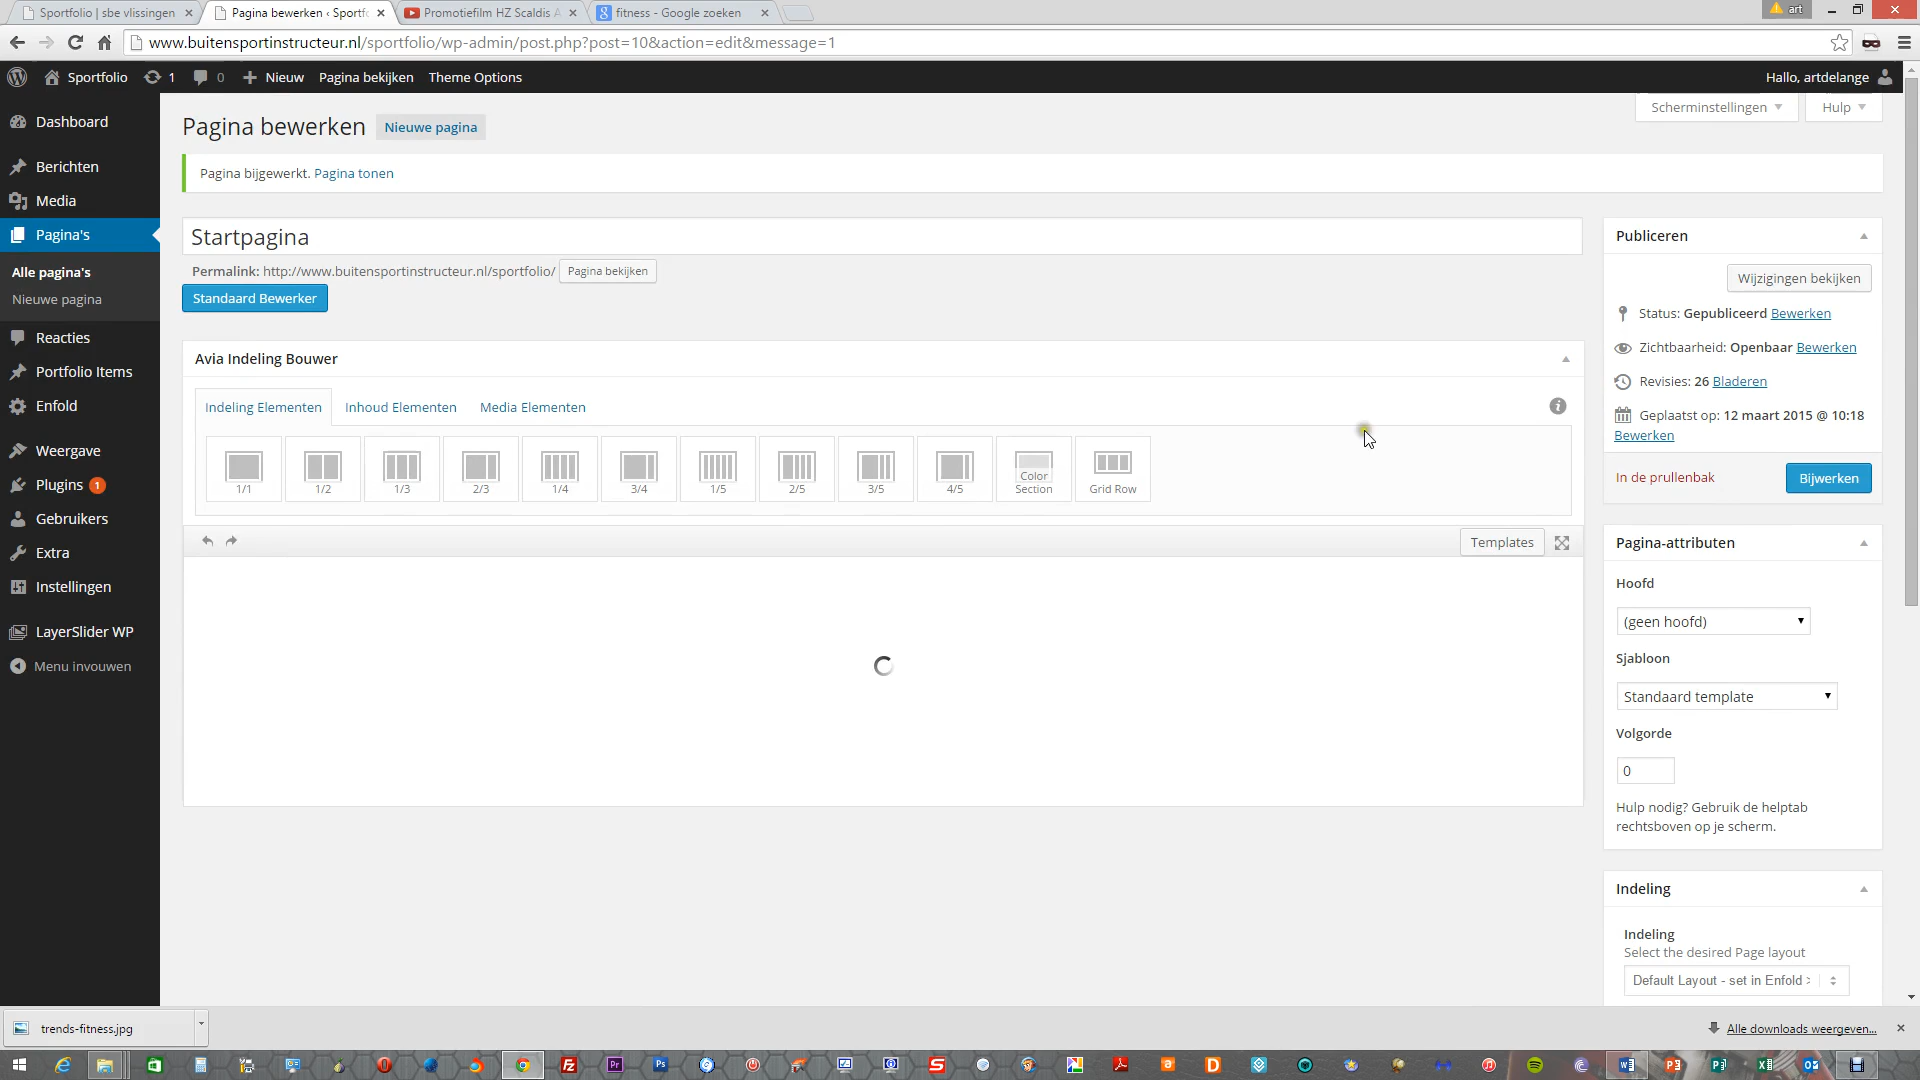 Sportfolio | sbe vlissingen
Pagina bewerken ‹ Sportf
Promotiefilm HZ Scaldis A
fitness - Google zoeken
art
www.buitensportinstructeur.nl/sportfolio/wp-admin/post.php?post=10&action=edit&message=1
Sportfolio
1
0
Nieuw
Pagina bekijken
Theme Options
Hallo, artdelange
Dashboard
Berichten
Media
Pagina's
Alle pagina's
Nieuwe pagina
Reacties
Portfolio Items
Enfold
Weergave
Plugins 1
Gebruikers
Extra
Instellingen
LayerSlider WP
Menu invouwen
Scherminstellingen
Hulp
Pagina bewerken
Nieuwe pagina
Pagina bijgewerkt. Pagina tonen
Startpagina
Permalink: http://www.buitensportinstructeur.nl/sportfolio/
Pagina bekijken
Standaard Bewerker
Avia Indeling Bouwer
Indeling Elementen
Inhoud Elementen
Media Elementen
1/1
1/2
1/3
2/3
1/4
3/4
1/5
2/5
3/5
4/5
Color
Section
Grid Row
Templates
Publiceren
Wijzigingen bekijken
Status: Gepubliceerd Bewerken
Zichtbaarheid: Openbaar Bewerken
Revisies: 26 Bladeren
Geplaatst op: 12 maart 2015 @ 10:18
Bewerken
In de prullenbak
Bijwerken
Pagina-attributen
Hoofd
(geen hoofd)
Sjabloon
Standaard template
Volgorde
0
Hulp nodig? Gebruik de helptab
rechtsboven op je scherm.
Indeling
Indeling
Select the desired Page layout
Default Layout - set in Enfold >
trends-fitness.jpg
Alle downloads weergeven...